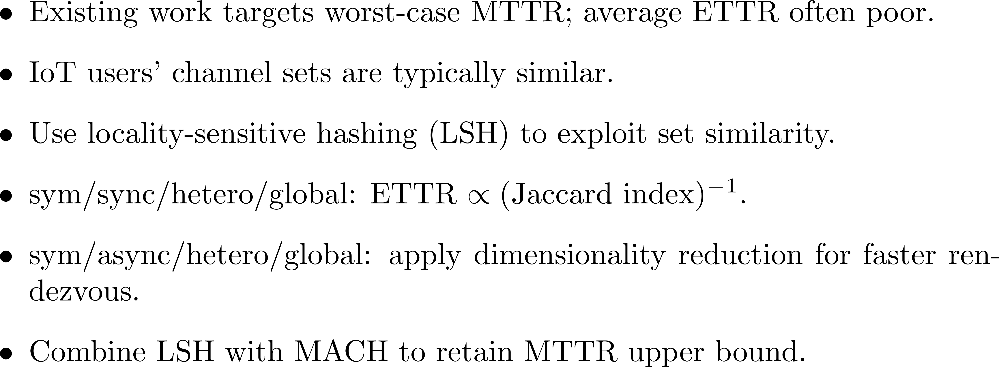 • Existing work targets worst-case MTTR; average ETTR often poor.
• IoT users’ channel sets are typically similar.
• Use locality-sensitive hashing (LSH) to exploit set similarity.
• sym/sync/hetero/global: ETTR ∝ (Jaccard index)⁻¹.
• sym/async/hetero/global: apply dimensionality reduction for faster ren-
dezvous.
• Combine LSH with MACH to retain MTTR upper bound.